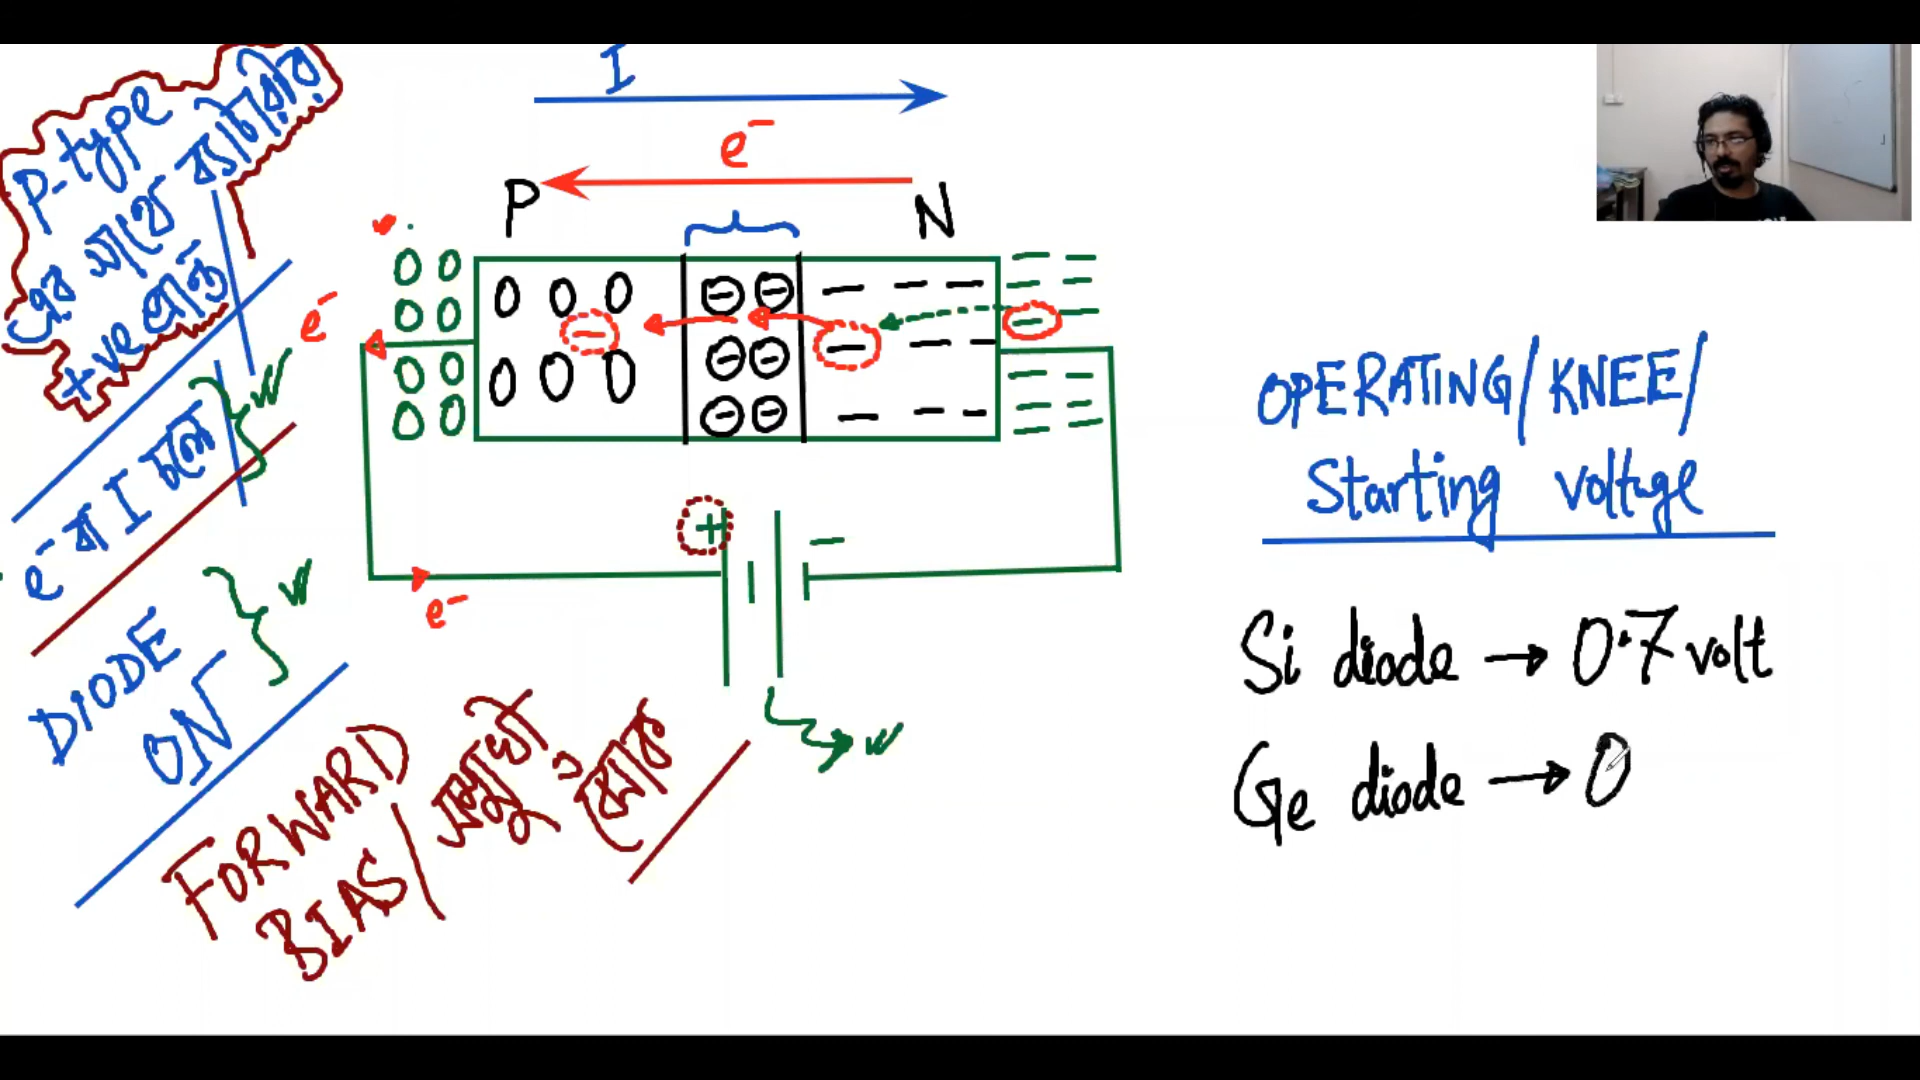 I
e⁻
P-type
এর সাথে ব্যাটারীর
+ve প্রান্ত
P
N
e⁻
e⁻ বা I চলে
+
−
e⁻
DIODE
ON
FORWARD
BIAS/ সম্মুখী ঝোঁক
OPERATING/KNEE/
Starting voltage
Si diode → 0.7 volt
Ge diode → 0